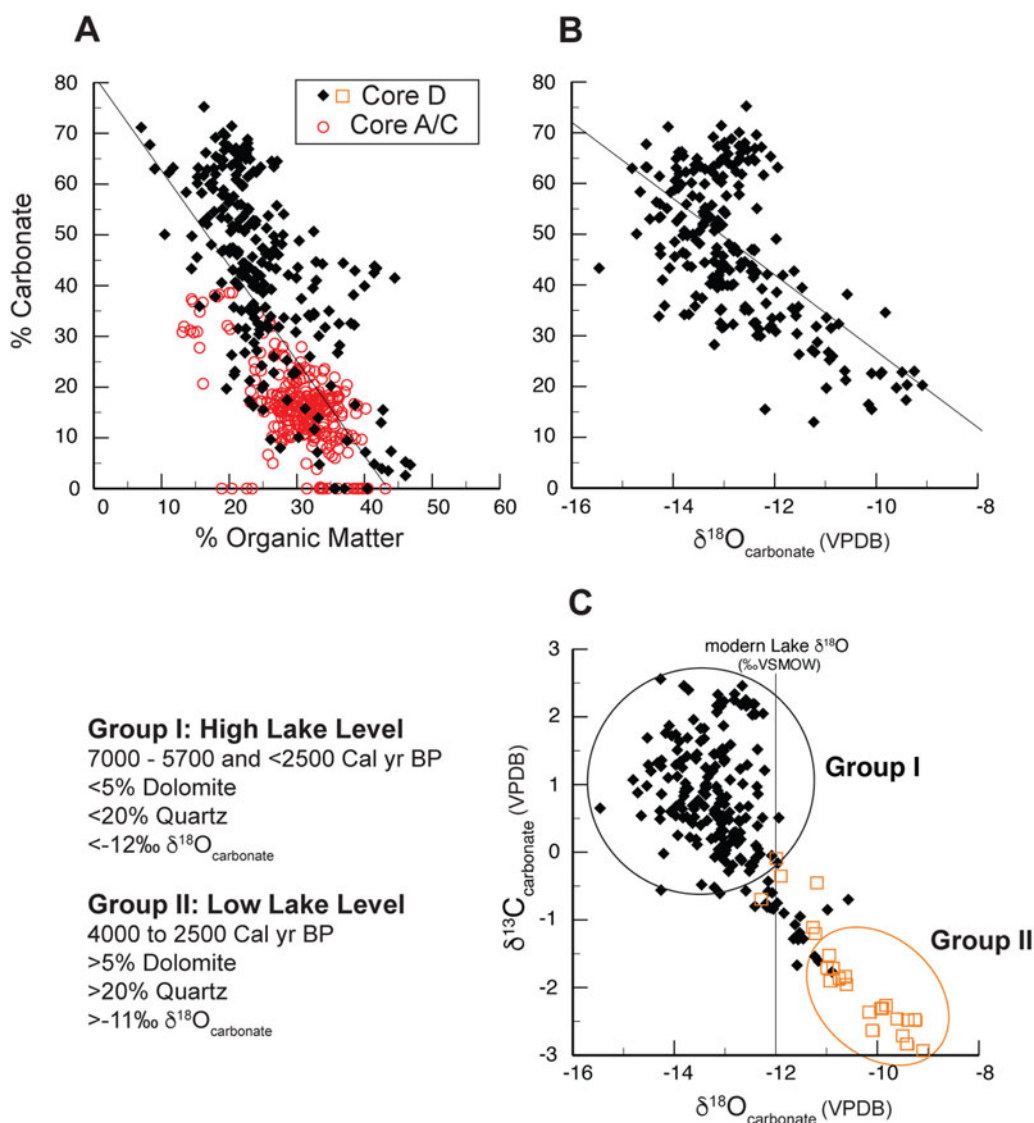 A
B
80
70
60
50
40
30
20
10
0
% Carbonate
Core D
Core A/C
0
10
20
30
40
50
60
% Organic Matter
80
70
60
50
40
30
20
10
0
-16
-14
-12
-10
-8
δ18Ocarbonate (VPDB)
C
modern Lake δ18O
(‰VSMOW)
3
2
1
0
-1
-2
-3
δ13Ccarbonate (VPDB)
Group I
Group II
-16
-14
-12
-10
-8
δ18Ocarbonate (VPDB)
Group I: High Lake Level
7000 - 5700 and <2500 Cal yr BP
<5% Dolomite
<20% Quartz
<-12‰ δ18Ocarbonate
Group II: Low Lake Level
4000 to 2500 Cal yr BP
>5% Dolomite
>20% Quartz
>-11‰ δ18Ocarbonate